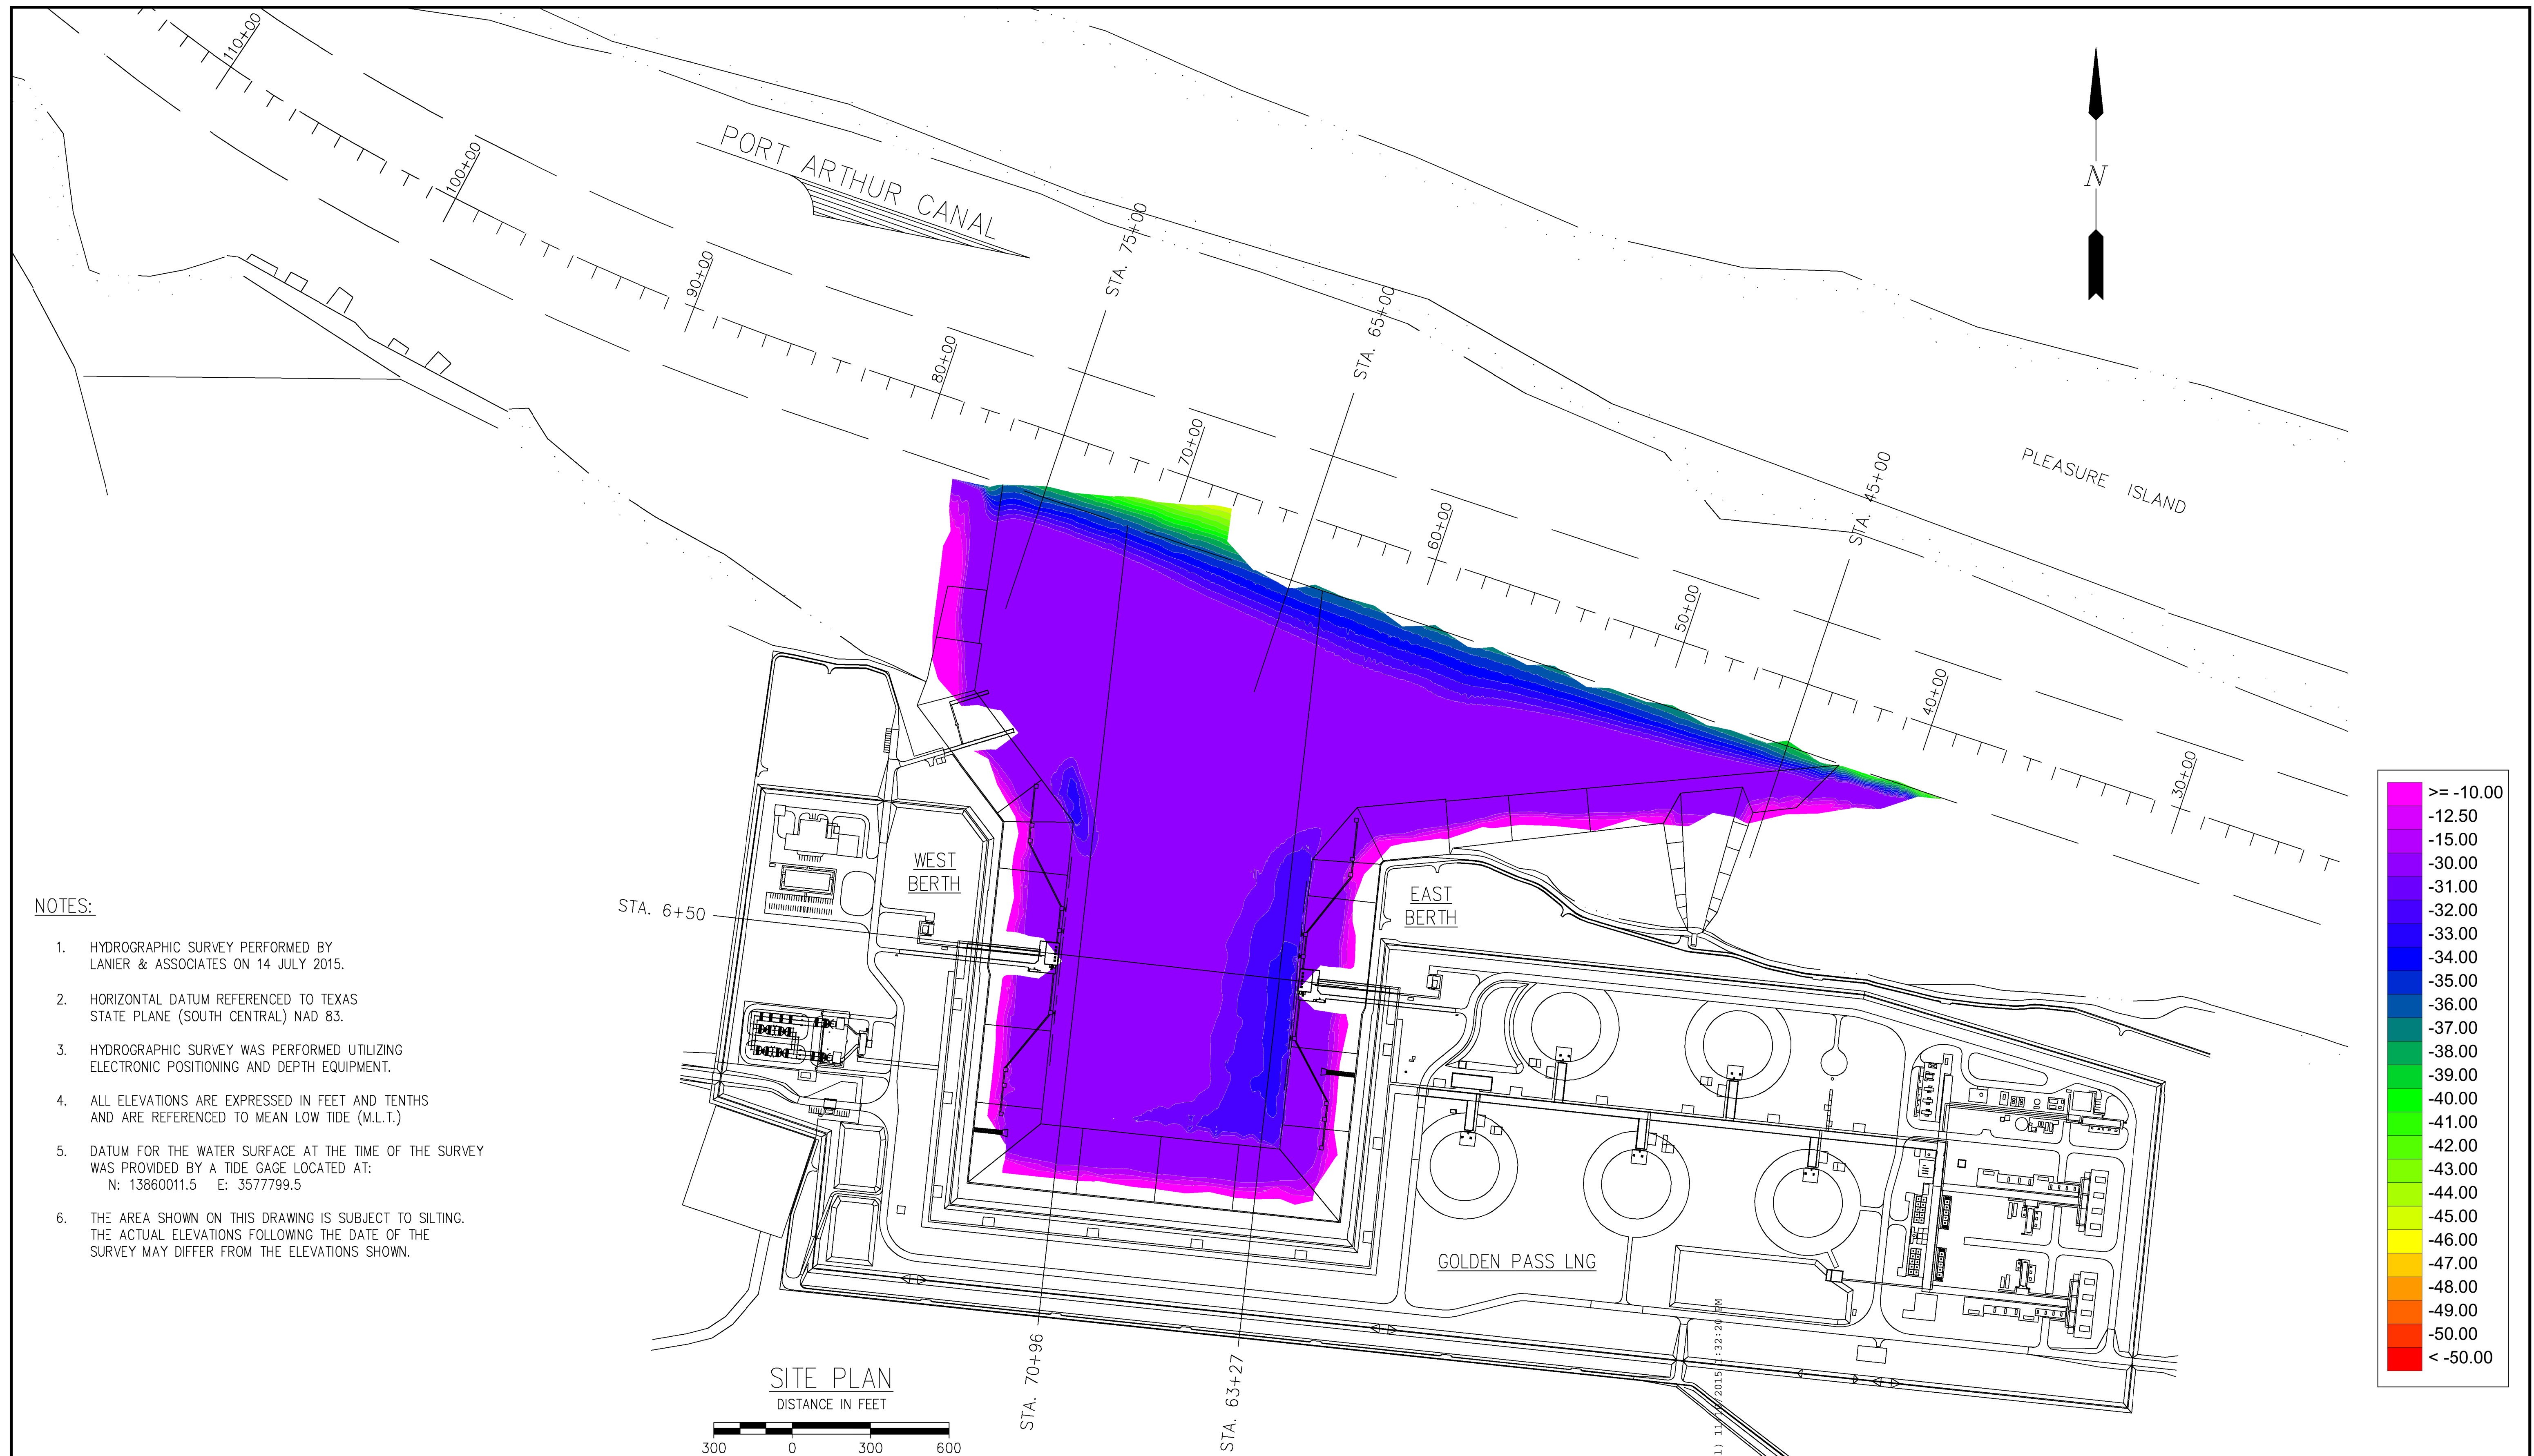 110+00
100+00
90+00
80+00
70+00
60+00
50+00
40+00
30+00
PORT ARTHUR CANAL
STA. 75+00
STA. 65+00
STA. 45+00
N
PLEASURE ISLAND
WEST
BERTH
EAST
BERTH
STA. 6+50
GOLDEN PASS LNG
STA. 70+96
STA. 63+27
NOTES:
1. HYDROGRAPHIC SURVEY PERFORMED BY
LANIER & ASSOCIATES ON 14 JULY 2015.
2. HORIZONTAL DATUM REFERENCED TO TEXAS
STATE PLANE (SOUTH CENTRAL) NAD 83.
3. HYDROGRAPHIC SURVEY WAS PERFORMED UTILIZING
ELECTRONIC POSITIONING AND DEPTH EQUIPMENT.
4. ALL ELEVATIONS ARE EXPRESSED IN FEET AND TENTHS
AND ARE REFERENCED TO MEAN LOW TIDE (M.L.T.)
5. DATUM FOR THE WATER SURFACE AT THE TIME OF THE SURVEY
WAS PROVIDED BY A TIDE GAGE LOCATED AT:
N: 13860011.5 E: 3577799.5
6. THE AREA SHOWN ON THIS DRAWING IS SUBJECT TO SILTING.
THE ACTUAL ELEVATIONS FOLLOWING THE DATE OF THE
SURVEY MAY DIFFER FROM THE ELEVATIONS SHOWN.
SITE PLAN
DISTANCE IN FEET
300 0 300 600
>= -10.00
-12.50
-15.00
-30.00
-31.00
-32.00
-33.00
-34.00
-35.00
-36.00
-37.00
-38.00
-39.00
-40.00
-41.00
-42.00
-43.00
-44.00
-45.00
-46.00
-47.00
-48.00
-49.00
-50.00
< -50.00